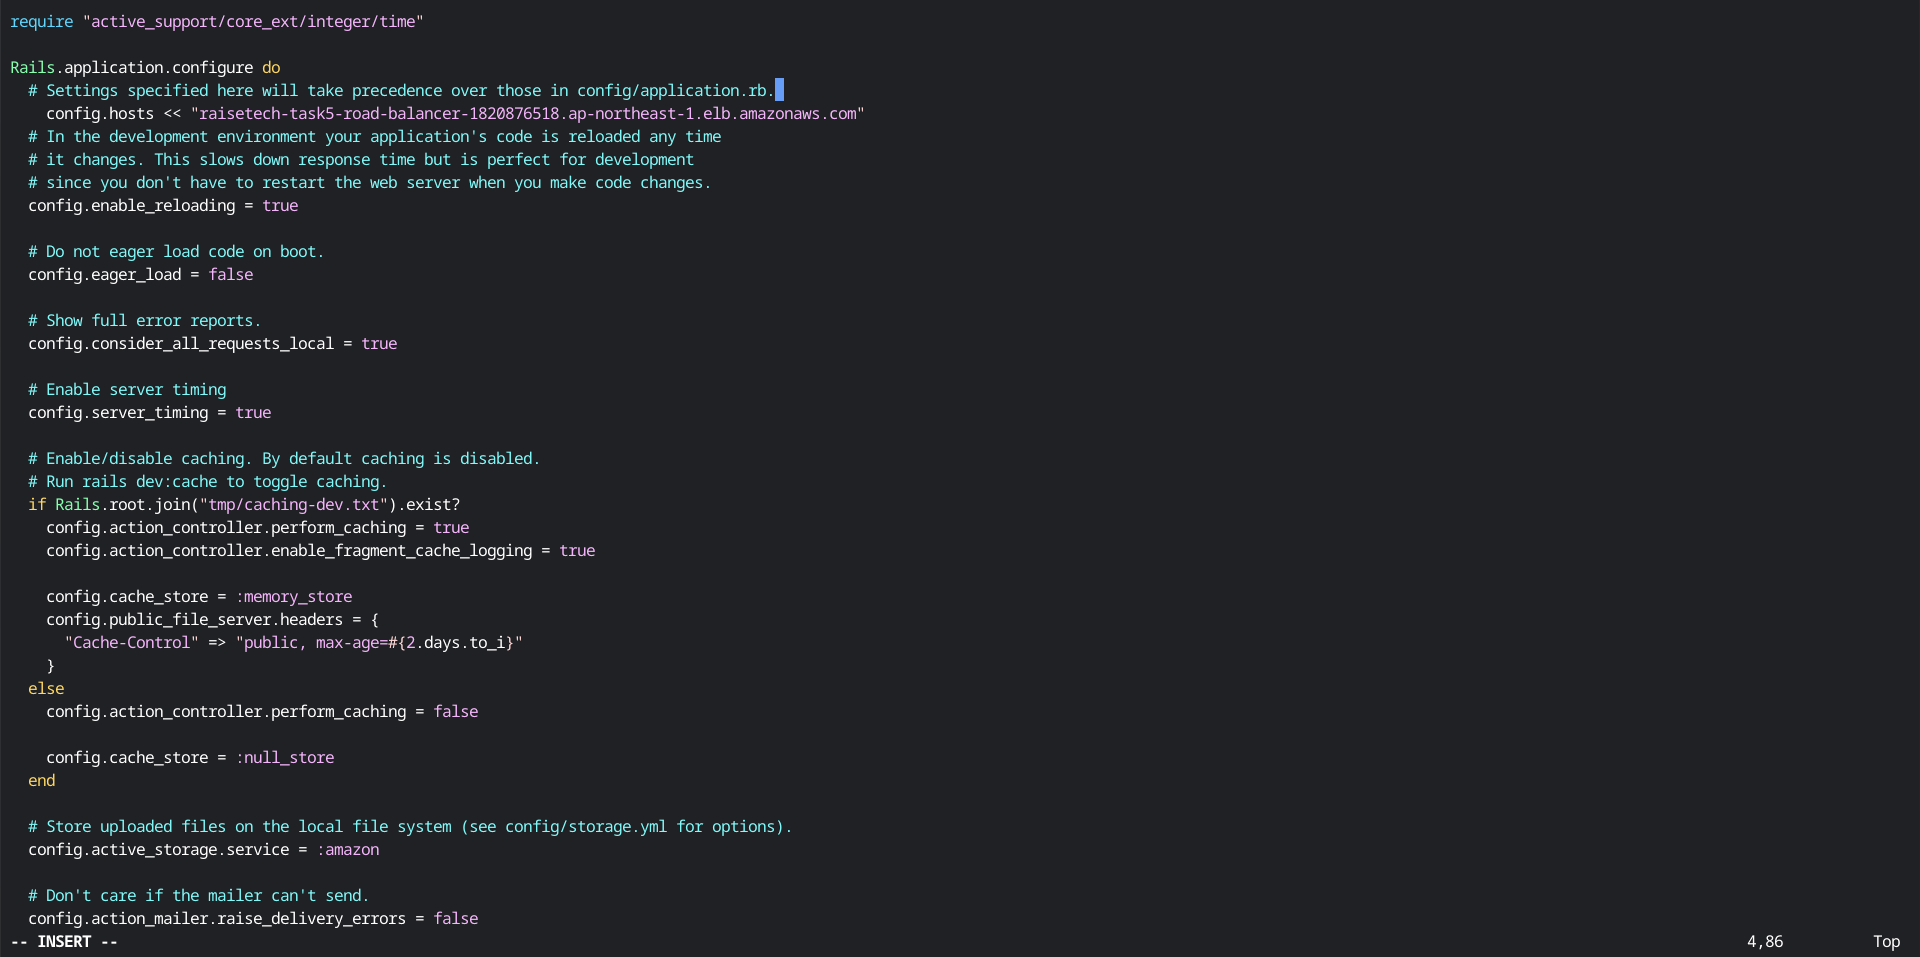 require "active_support/core_ext/integer/time"

Rails.application.configure do
  # Settings specified here will take precedence over those in config/application.rb.
    config.hosts << "raisetech-task5-road-balancer-1820876518.ap-northeast-1.elb.amazonaws.com"
  # In the development environment your application's code is reloaded any time
  # it changes. This slows down response time but is perfect for development
  # since you don't have to restart the web server when you make code changes.
  config.enable_reloading = true

  # Do not eager load code on boot.
  config.eager_load = false

  # Show full error reports.
  config.consider_all_requests_local = true

  # Enable server timing
  config.server_timing = true

  # Enable/disable caching. By default caching is disabled.
  # Run rails dev:cache to toggle caching.
  if Rails.root.join("tmp/caching-dev.txt").exist?
    config.action_controller.perform_caching = true
    config.action_controller.enable_fragment_cache_logging = true

    config.cache_store = :memory_store
    config.public_file_server.headers = {
      "Cache-Control" => "public, max-age=#{2.days.to_i}"
    }
  else
    config.action_controller.perform_caching = false

    config.cache_store = :null_store
  end

  # Store uploaded files on the local file system (see config/storage.yml for options).
  config.active_storage.service = :amazon

  # Don't care if the mailer can't send.
  config.action_mailer.raise_delivery_errors = false
-- INSERT -- 4,86 Top